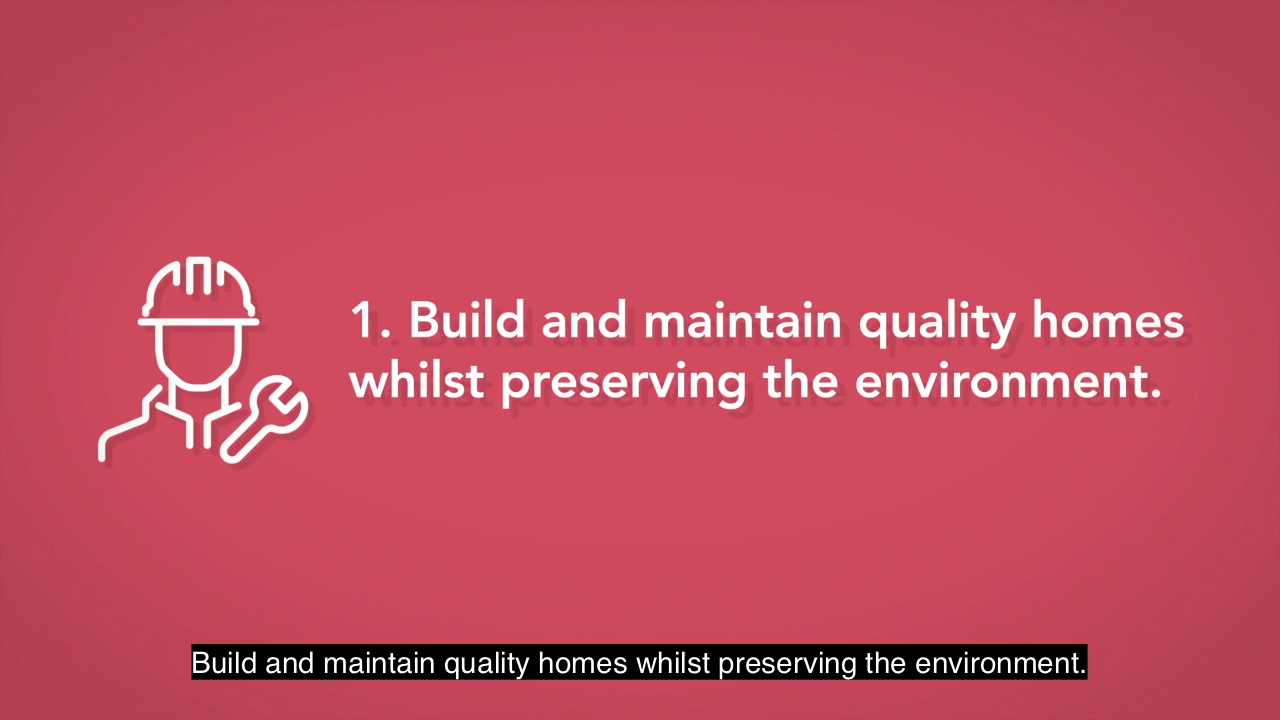 1. Build and maintain quality homes
whilst preserving the environment.
Build and maintain quality homes whilst preserving the environment.